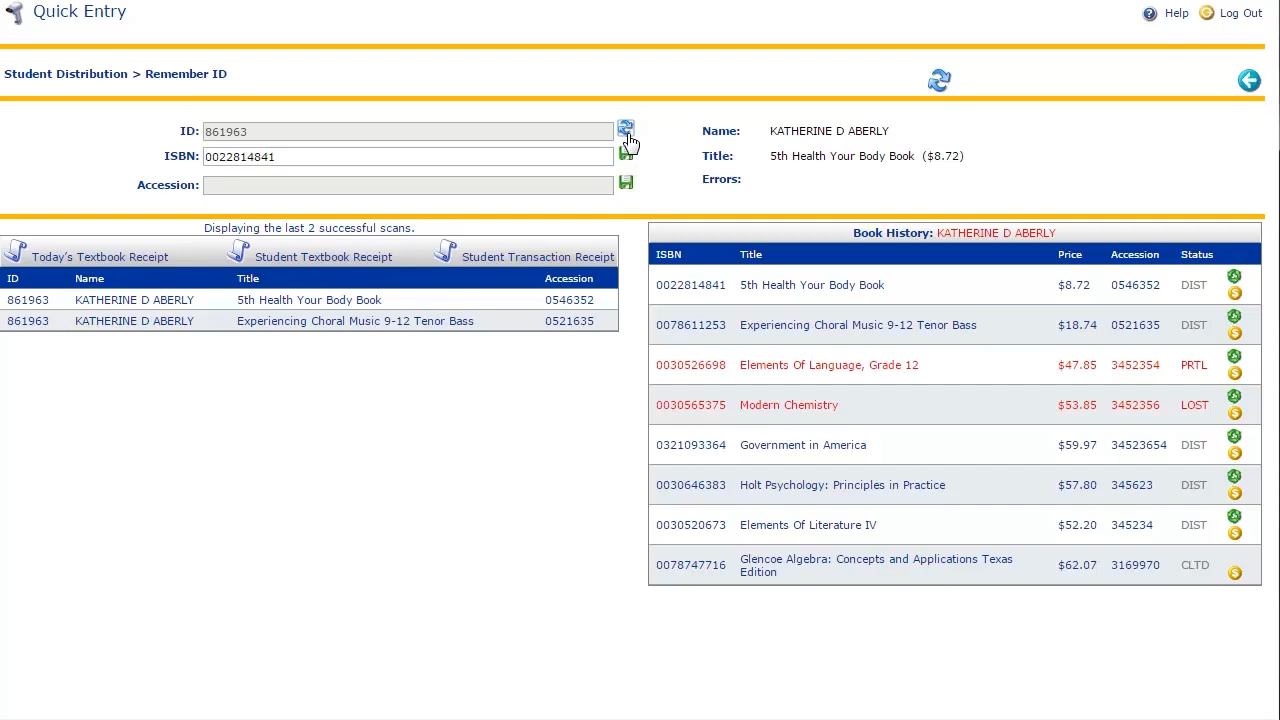 Quick Entry
Help Log Out
Student Distribution > Remember ID
ID: 861963
ISBN: 0022814841
Accession:
Name: KATHERINE D ABERLY
Title: 5th Health Your Body Book ($8.72)
Errors:
Displaying the last 2 successful scans.
Today's Textbook Receipt Student Textbook Receipt Student Transaction Receipt
ID Name Title Accession
861963 KATHERINE D ABERLY 5th Health Your Body Book 0546352
861963 KATHERINE D ABERLY Experiencing Choral Music 9-12 Tenor Bass 0521635
Book History: KATHERINE D ABERLY
ISBN Title Price Accession Status
0022814841 5th Health Your Body Book $8.72 0546352 DIST
0078611253 Experiencing Choral Music 9-12 Tenor Bass $18.74 0521635 DIST
0030526698 Elements Of Language, Grade 12 $47.85 3452354 PRTL
0030565375 Modern Chemistry $53.85 3452356 LOST
0321093364 Government in America $59.97 34523654 DIST
0030646383 Holt Psychology: Principles in Practice $57.80 345623 DIST
0030520673 Elements Of Literature IV $52.20 345234 DIST
0078747716 Glencoe Algebra: Concepts and Applications Texas $62.07 3169970 CLTD
Edition